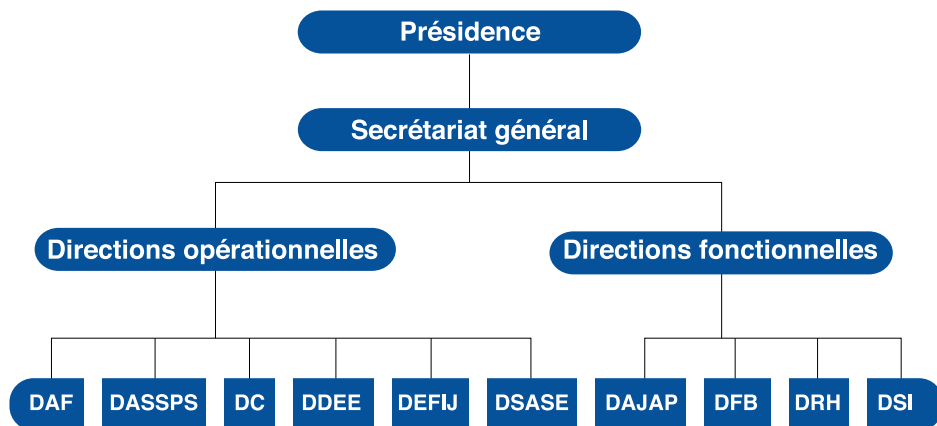 Présidence
Secrétariat général
Directions opérationnelles
Directions fonctionnelles
DAF
DASSPS
DC
DDEE
DEFIJ
DSASE
DAJAP
DFB
DRH
DSI